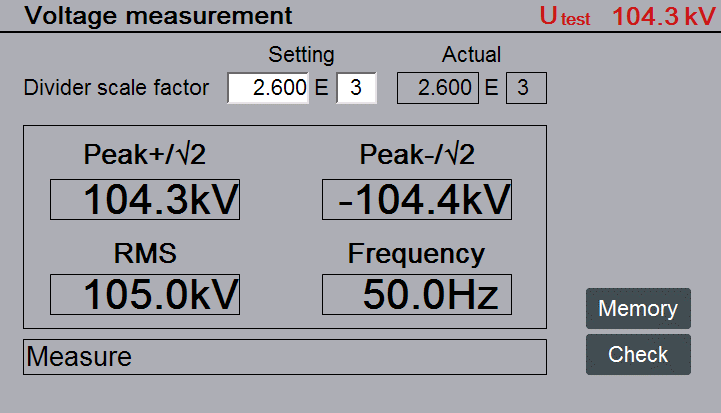 Voltage measurement
U test 104.3 kV
Setting
Actual
Divider scale factor 2.600 E 3 2.600 E 3
Peak+/√2
Peak-/√2
104.3kV
-104.4kV
RMS
Frequency
105.0kV
50.0Hz
Memory
Measure
Check